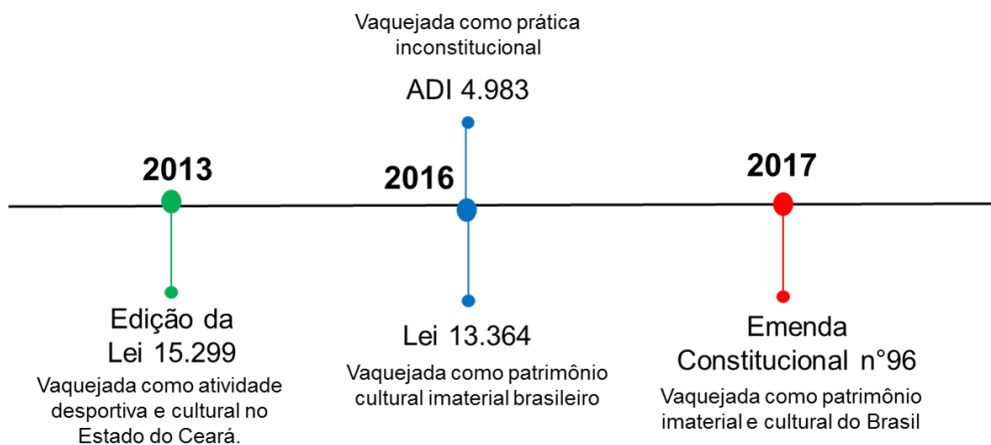 Vaquejada como prática
inconstitucional
ADI 4.983
2013
2016
2017
Edição da
Lei 15.299
Vaquejada como atividade
desportiva e cultural no
Estado do Ceará.
Lei 13.364
Vaquejada como patrimônio
cultural imaterial brasileiro
Emenda
Constitucional n°96
Vaquejada como patrimônio
imaterial e cultural do Brasil